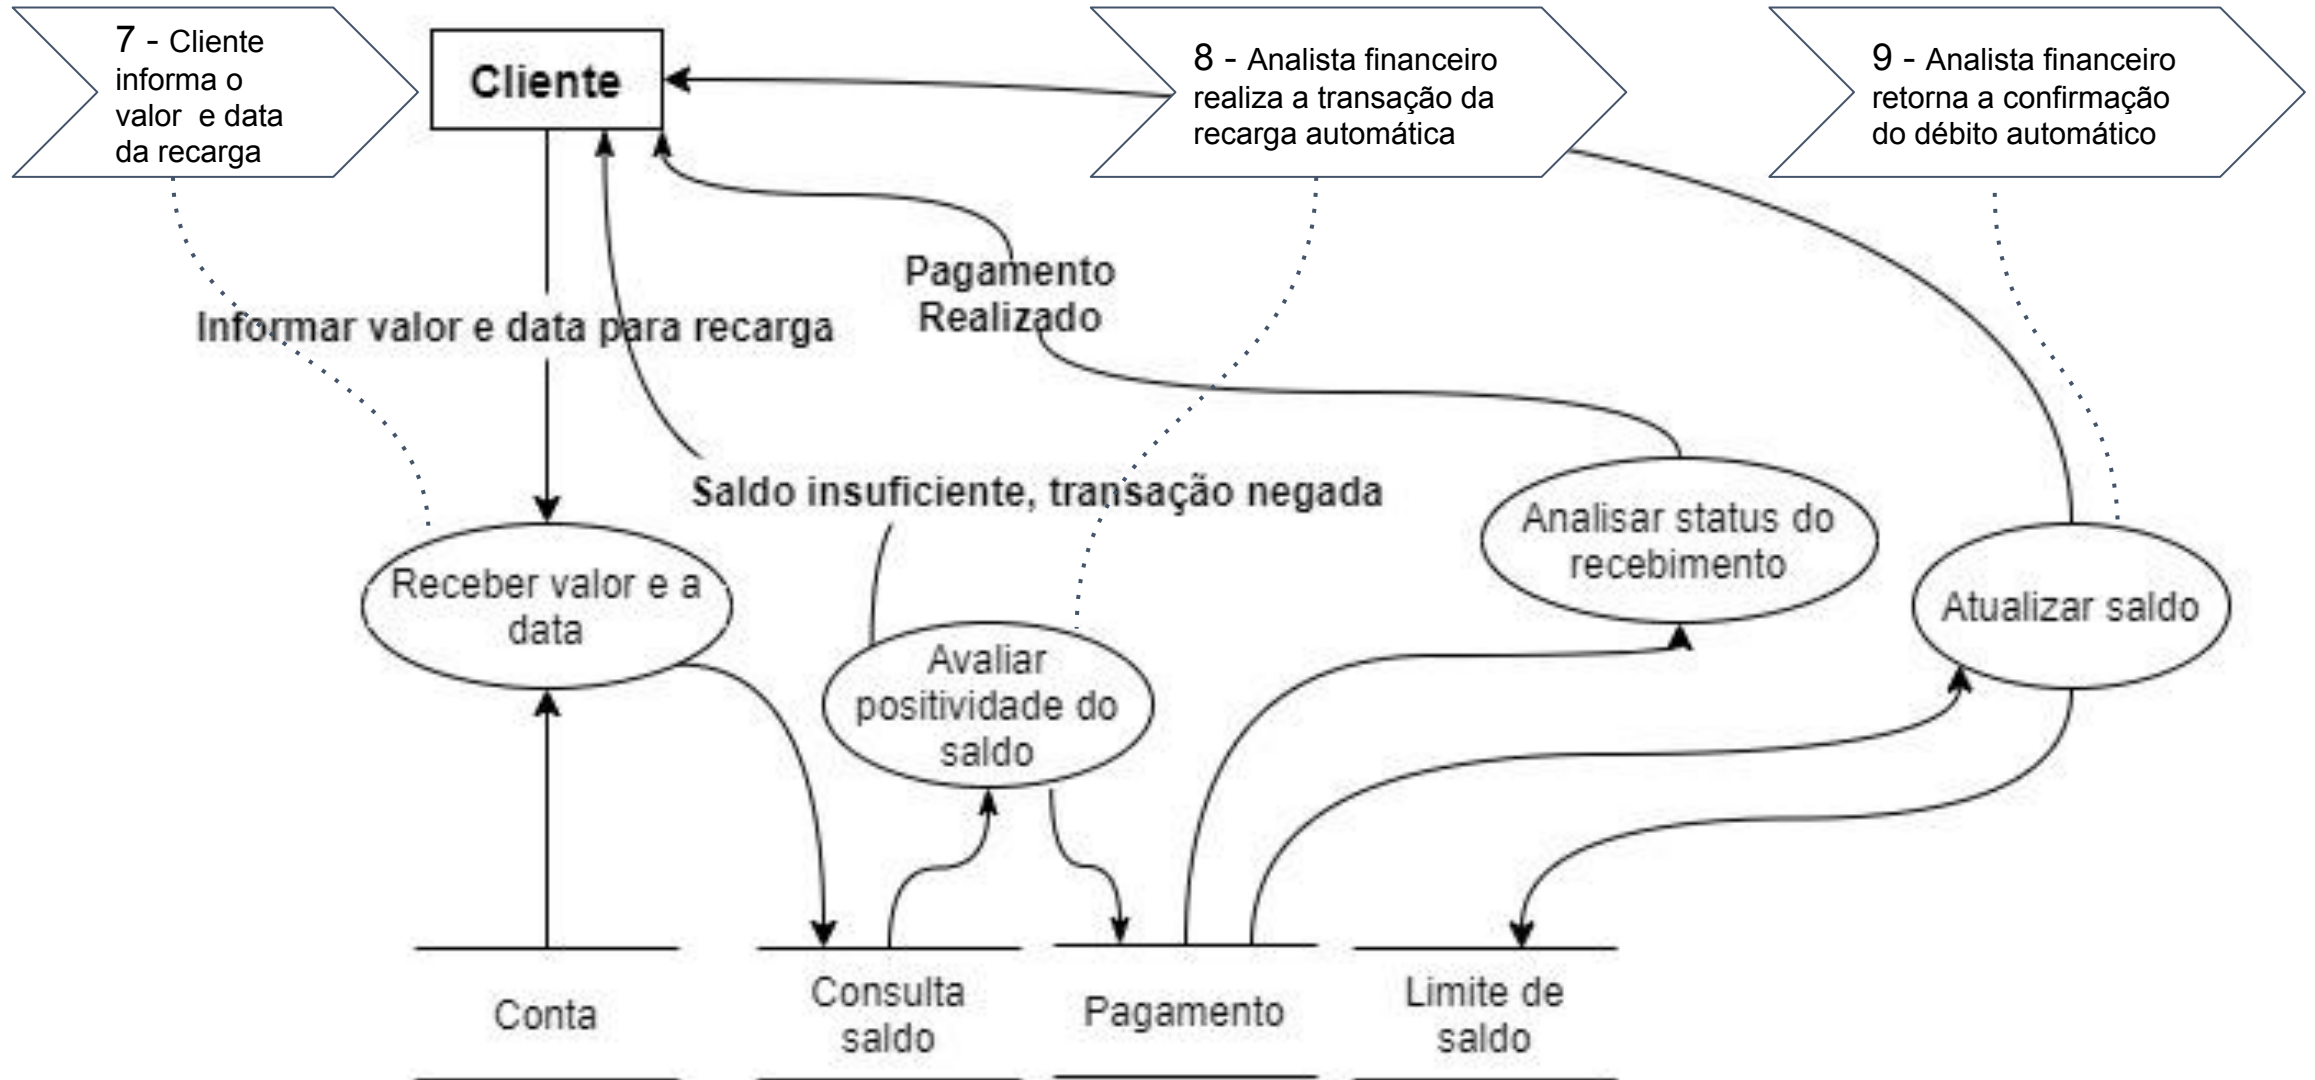 7 - Cliente
informa o
valor e data
da recarga
Cliente
8 - Analista financeiro
realiza a transação da
recarga automática
9 - Analista financeiro
retorna a confirmação
do débito automático
Pagamento
Realizado
Informar valor e data para recarga
Saldo insuficiente, transação negada
Analisar status do
recebimento
Receber valor e a
data
Atualizar saldo
Avaliar
positividade do
saldo
Conta
Consulta
saldo
Pagamento
Limite de
saldo